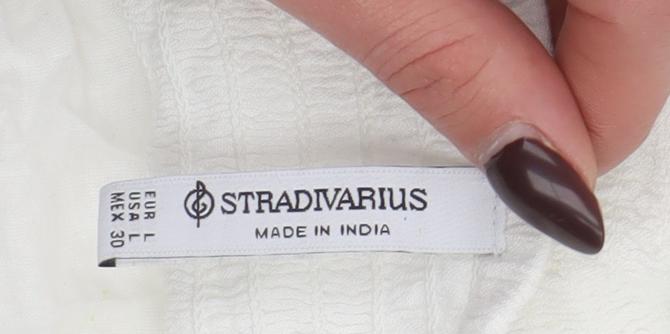 EUR L
USA L
MEX 30
STRADIVARIUS
MADE IN INDIA